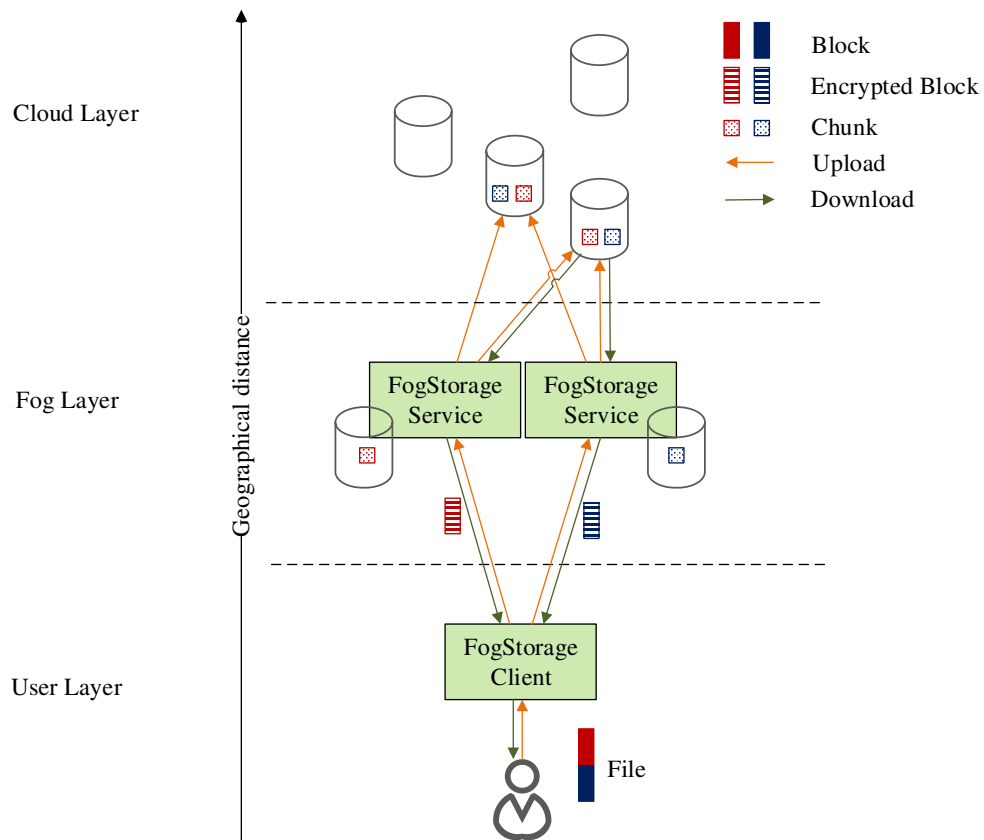 Block
Encrypted Block
Chunk
Upload
Download
Cloud Layer
Geographical distance
Fog Layer
FogStorage
Service
FogStorage
Service
User Layer
FogStorage
Client
File